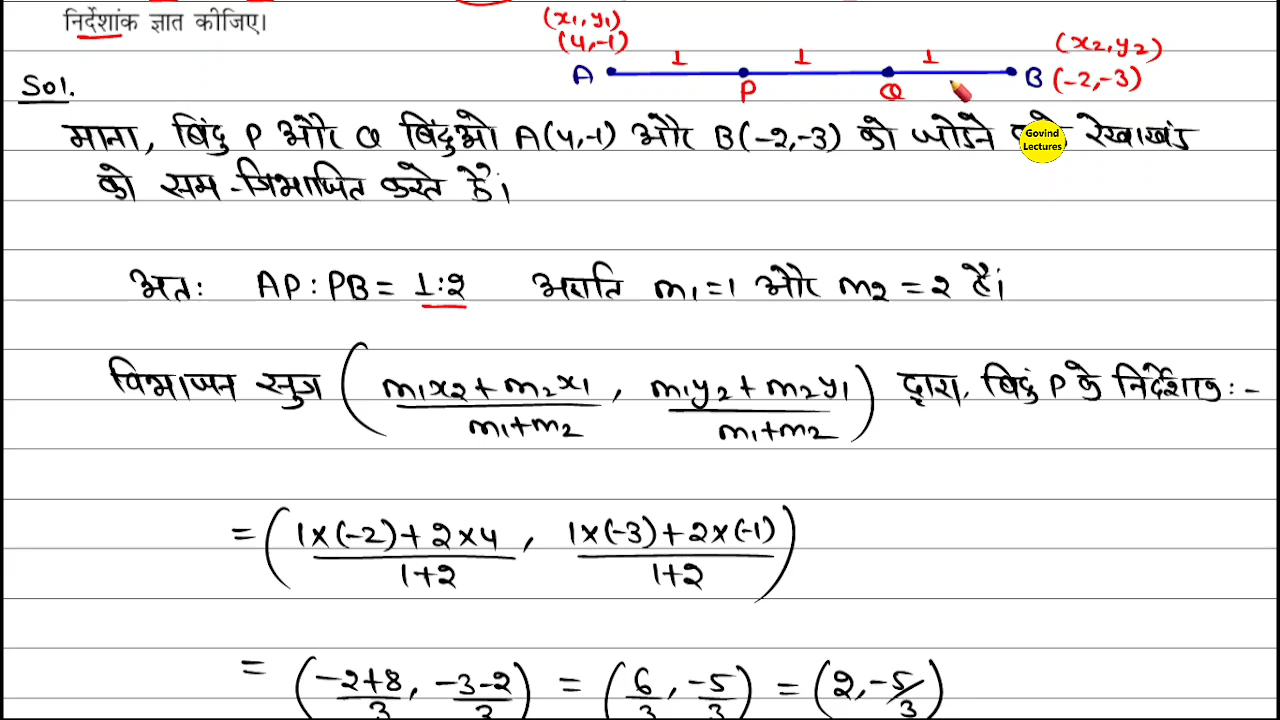 निर्देशांक ज्ञात कीजिए।
(x₁, y₁)
(4,-1)
(x₂, y₂)
1 1 1
A P Q B (-2,-3)
Sol.
माना, बिंदु P और Q बिंदुओ A(4,-1) और B(-2,-3) को जोडने रेखाखंड
Govind
Lectures
को सम-त्रिभाजित करते हैं।
अतः AP:PB = 1:2 अर्थात m₁=1 और m₂=2 हैं।
विभाजन सुत्र ( (m₁x₂+m₂x₁)/(m₁+m₂) , (m₁y₂+m₂y₁)/(m₁+m₂) ) द्वारा, बिंदु P के निर्देशांक:-
= ( (1×(-2)+2×4)/(1+2) , (1×(-3)+2×(-1))/(1+2) )
= ( (-2+8)/3 , (-3-2)/3 ) = ( 6/3 , -5/3 ) = (2, -5/3)